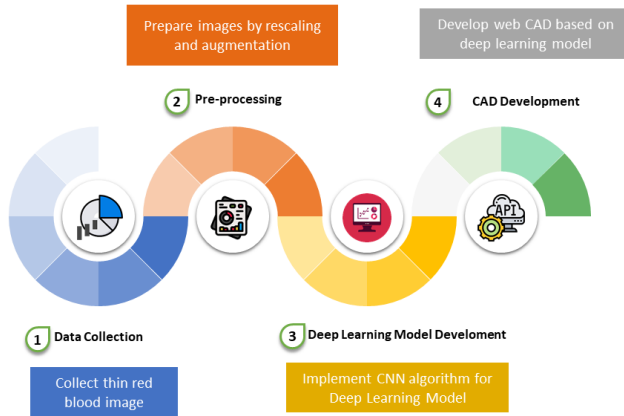 Prepare images by rescaling
and augmentation
Develop web CAD based on
deep learning model
2 Pre-processing
4 CAD Development
API
1 Data Collection
3 Deep Learning Model Develoment
Collect thin red
blood image
Implement CNN algorithm for
Deep Learning Model